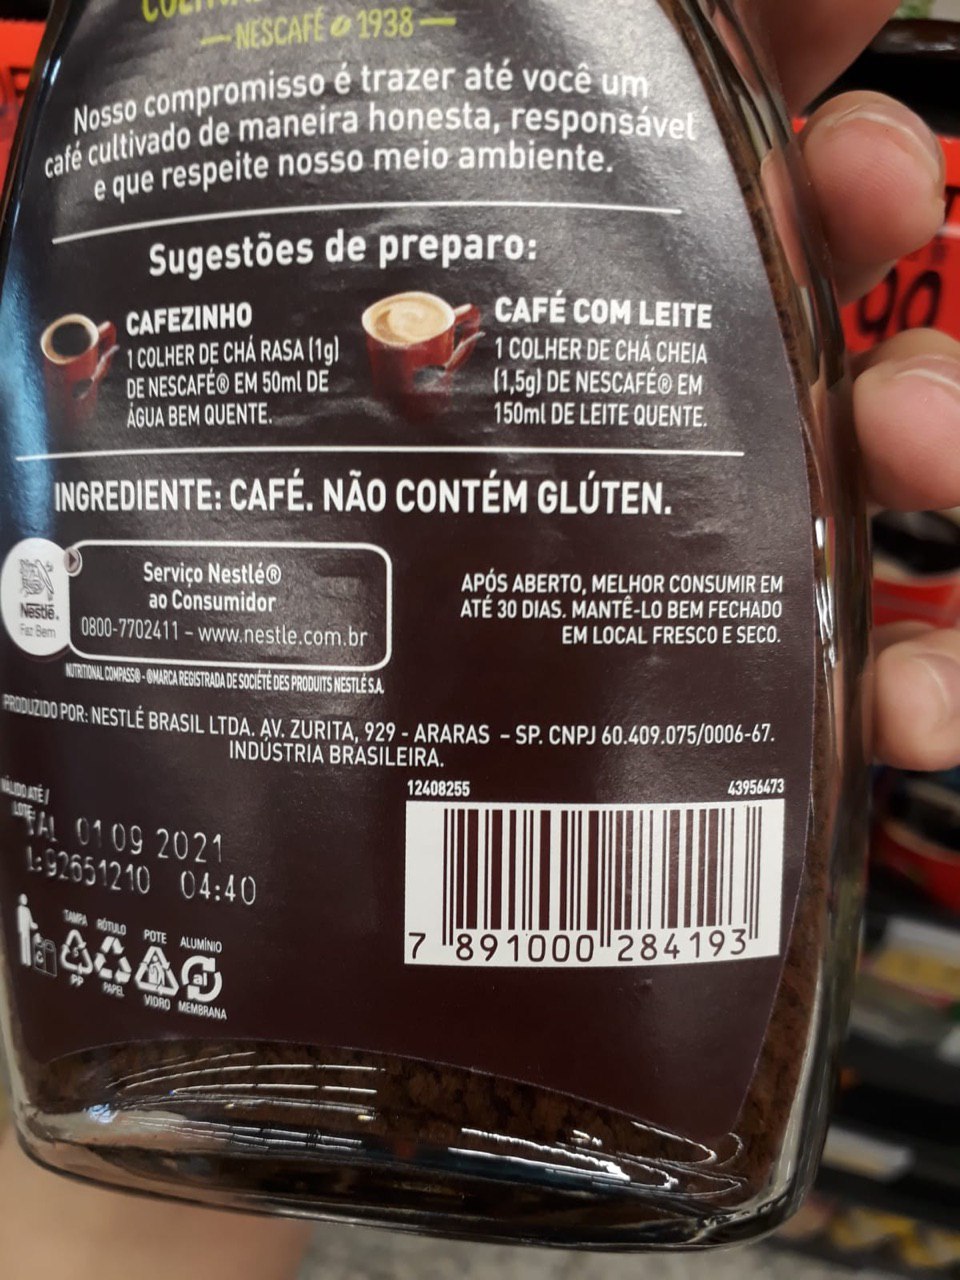 NESCAFÉ 1938
Nosso compromisso é trazer até você um
café cultivado de maneira honesta, responsável
e que respeite nosso meio ambiente.
Sugestões de preparo:
CAFEZINHO
1 COLHER DE CHÁ RASA (1g)
DE NESCAFÉ® EM 50ml DE
ÁGUA BEM QUENTE.
CAFÉ COM LEITE
1 COLHER DE CHÁ CHEIA
(1,5g) DE NESCAFÉ® EM
150ml DE LEITE QUENTE.
INGREDIENTE: CAFÉ. NÃO CONTÉM GLÚTEN.
Nestlé.
Faz Bem
Serviço Nestlé®
ao Consumidor
0800-7702411 – www.nestle.com.br
APÓS ABERTO, MELHOR CONSUMIR EM
ATÉ 30 DIAS. MANTÊ-LO BEM FECHADO
EM LOCAL FRESCO E SECO.
NUTRITIONAL COMPASS® - ®MARCA REGISTRADA DE SOCIÉTÉ DES PRODUITS NESTLÉ S.A.
PRODUZIDO POR: NESTLÉ BRASIL LTDA. AV. ZURITA, 929 - ARARAS – SP. CNPJ 60.409.075/0006-67.
INDÚSTRIA BRASILEIRA.
12408255 43956473
VÁLIDO ATÉ/
LOTE
VAL 01 09 2021
L:92651210 04:40
7 891000 284193
TAMPA
PP
RÓTULO
PAPEL
POTE
VIDRO
ALUMÍNIO
al
MEMBRANA
90